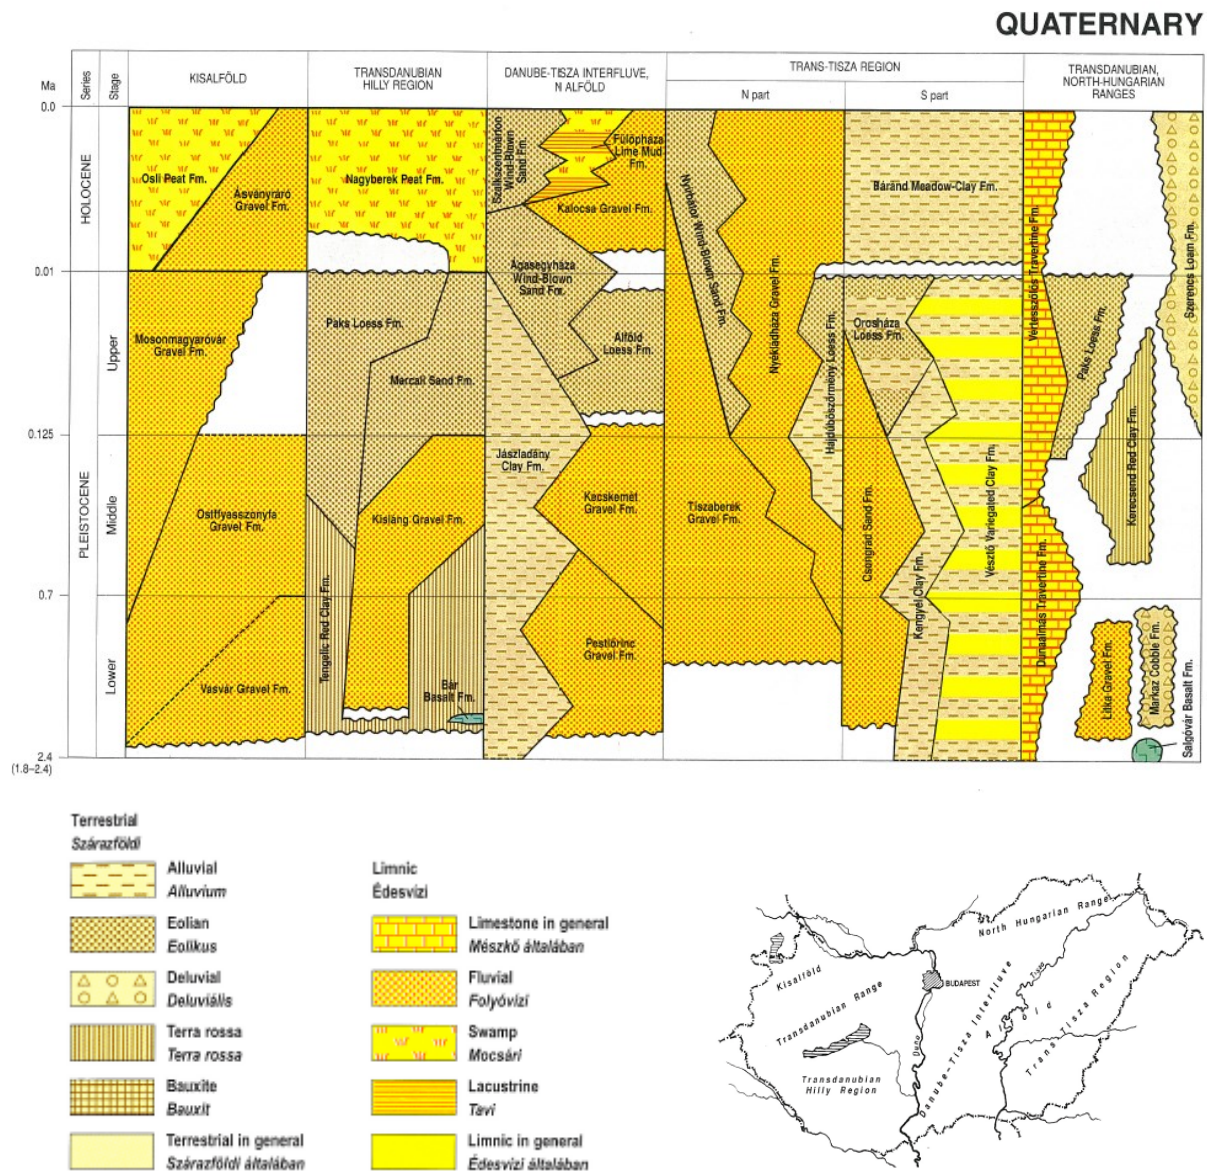 QUATERNARY
Ma
Series
Stage
KISALFÖLD
TRANSDANUBIAN
HILLY REGION
DANUBE-TISZA INTERFLUVE,
N ALFÖLD
TRANS-TISZA REGION
N part
S part
TRANSDANUBIAN,
NORTH-HUNGARIAN
RANGES
0.0
0.01
0.125
0.7
2.4
(1.8–2.4)
HOLOCENE
PLEISTOCENE
Upper
Middle
Lower
Osli Peat Fm.
Ásványráró
Gravel Fm.
Mosonmagyaróvár
Gravel Fm.
Ostffyasszonyfa
Gravel Fm.
Vasvár Gravel Fm.
Nagyberek Peat Fm.
Paks Loess Fm.
Marcali Sand Fm.
Kisláng Gravel Fm.
Tengelic Red Clay Fm.
Bár
Basalt Fm.
Szalkszentmárton
Wind-Blown
Sand Fm.
Fülöpháza
Lime Mud
Fm.
Kalocsa Gravel Fm.
Ágasegyháza
Wind-Blown
Sand Fm.
Alföld
Loess Fm.
Jászladány
Clay Fm.
Kecskemét
Gravel Fm.
Pestlőrinc
Gravel Fm.
Nyírbátor Wind-Blown Sand Fm.
Nyékládháza Gravel Fm.
Tiszaberek
Gravel Fm.
Hajdúböszörmény Loess Fm.
Báránd Meadow-Clay Fm.
Orosháza
Loess Fm.
Csongrád Sand Fm.
Kengyel Clay Fm.
Vésztő Variegated Clay Fm.
Vértesszőlős Travertine Fm.
Dunaalmás Travertine Fm.
Paks Loess Fm.
Kerecsend Red Clay Fm.
Szerencs Loam Fm.
Litka Gravel Fm.
Markaz Cobble Fm.
Salgóvár Basalt Fm.
Terrestrial
Szárazföldi
Alluvial
Alluvium
Eolian
Eolikus
Deluvial
Deluviális
Terra rossa
Terra rossa
Bauxite
Bauxit
Terrestrial in general
Szárazföldi általában
Limnic
Édesvízi
Limestone in general
Mészkő általában
Fluvial
Folyóvízi
Swamp
Mocsári
Lacustrine
Tavi
Limnic in general
Édesvízi általában
North Hungarian Range
Kisalföld
BUDAPEST
Transdanubian Range
Transdanubian
Hilly Region
Duna
Danube-Tisza Interfluve
Tisza
Alföld
Trans Tisza Region